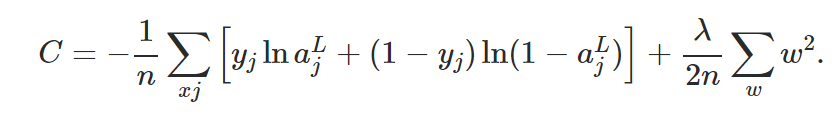 C = -\frac{1}{n} \sum_{xj} \left[ y_j \ln a_j^L + (1 - y_j) \ln(1 - a_j^L) \right] + \frac{\lambda}{2n} \sum_w w^2.